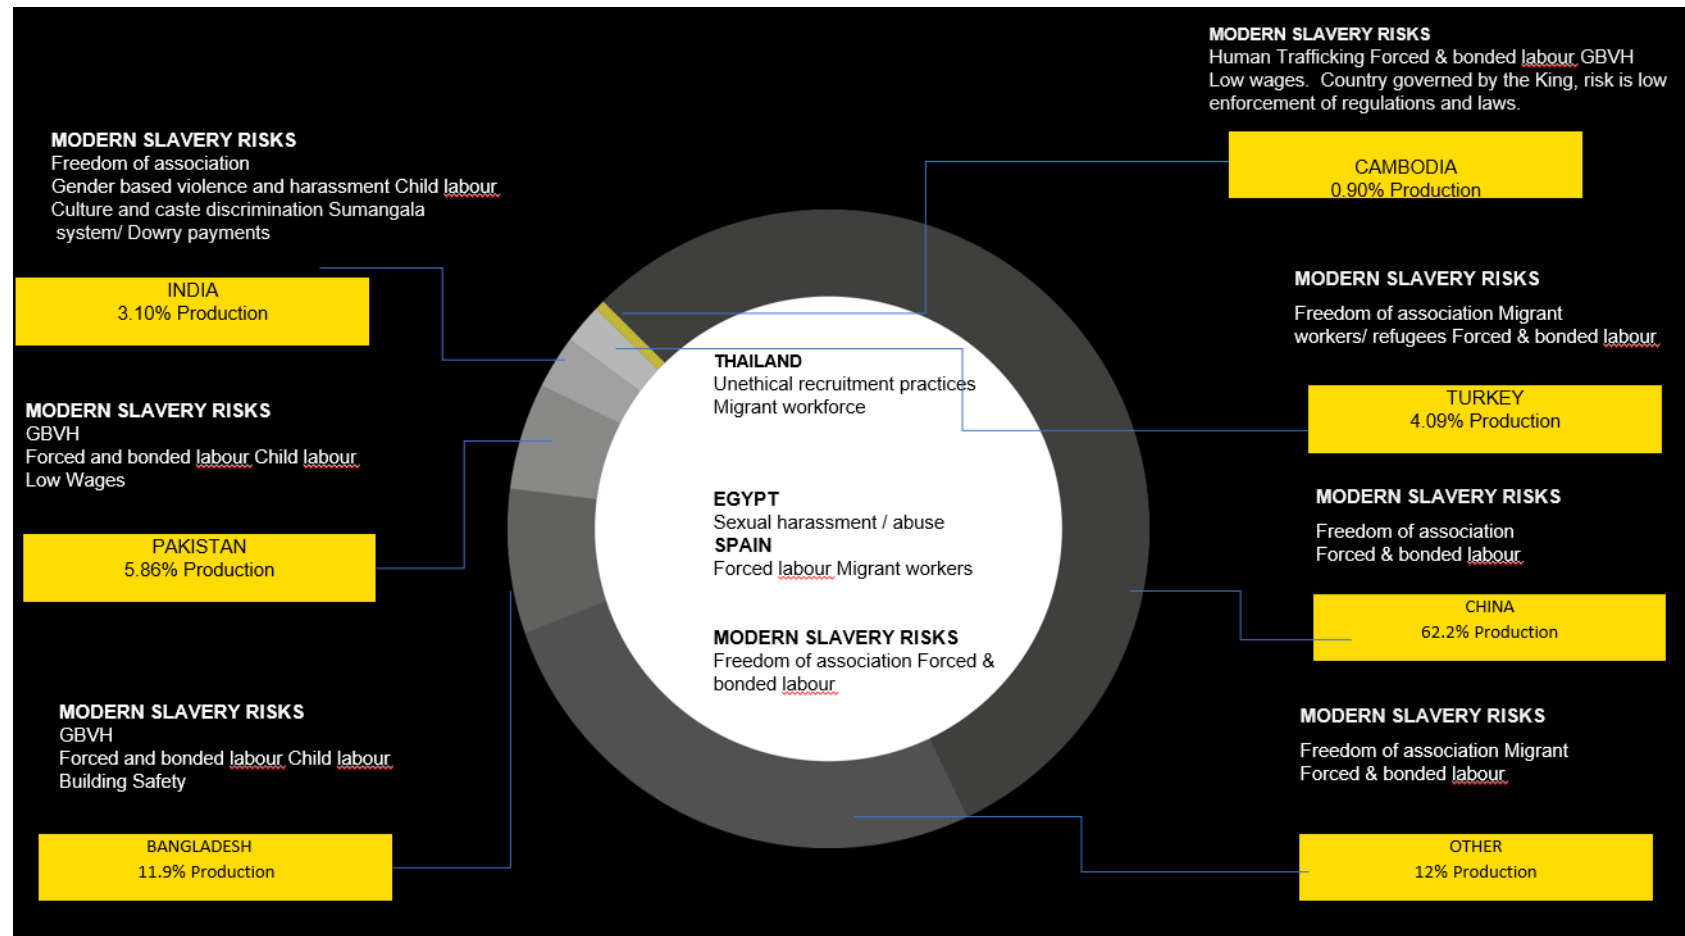 MODERN SLAVERY RISKS
Freedom of association
Gender based violence and harassment Child labour
Culture and caste discrimination Sumangala
system/ Dowry payments
INDIA
3.10% Production
MODERN SLAVERY RISKS
GBVH
Forced and bonded labour Child labour
Low Wages
PAKISTAN
5.86% Production
MODERN SLAVERY RISKS
GBVH
Forced and bonded labour Child labour
Building Safety
BANGLADESH
11.9% Production
THAILAND
Unethical recruitment practices
Migrant workforce
EGYPT
Sexual harassment / abuse
SPAIN
Forced labour Migrant workers
MODERN SLAVERY RISKS
Freedom of association Forced &
bonded labour
MODERN SLAVERY RISKS
Human Trafficking Forced & bonded labour GBVH
Low wages.  Country governed by the King, risk is low
enforcement of regulations and laws.
CAMBODIA
0.90% Production
MODERN SLAVERY RISKS
Freedom of association Migrant
workers/ refugees Forced & bonded labour
TURKEY
4.09% Production
MODERN SLAVERY RISKS
Freedom of association
Forced & bonded labour
CHINA
62.2% Production
MODERN SLAVERY RISKS
Freedom of association Migrant
Forced & bonded labour
OTHER
12% Production